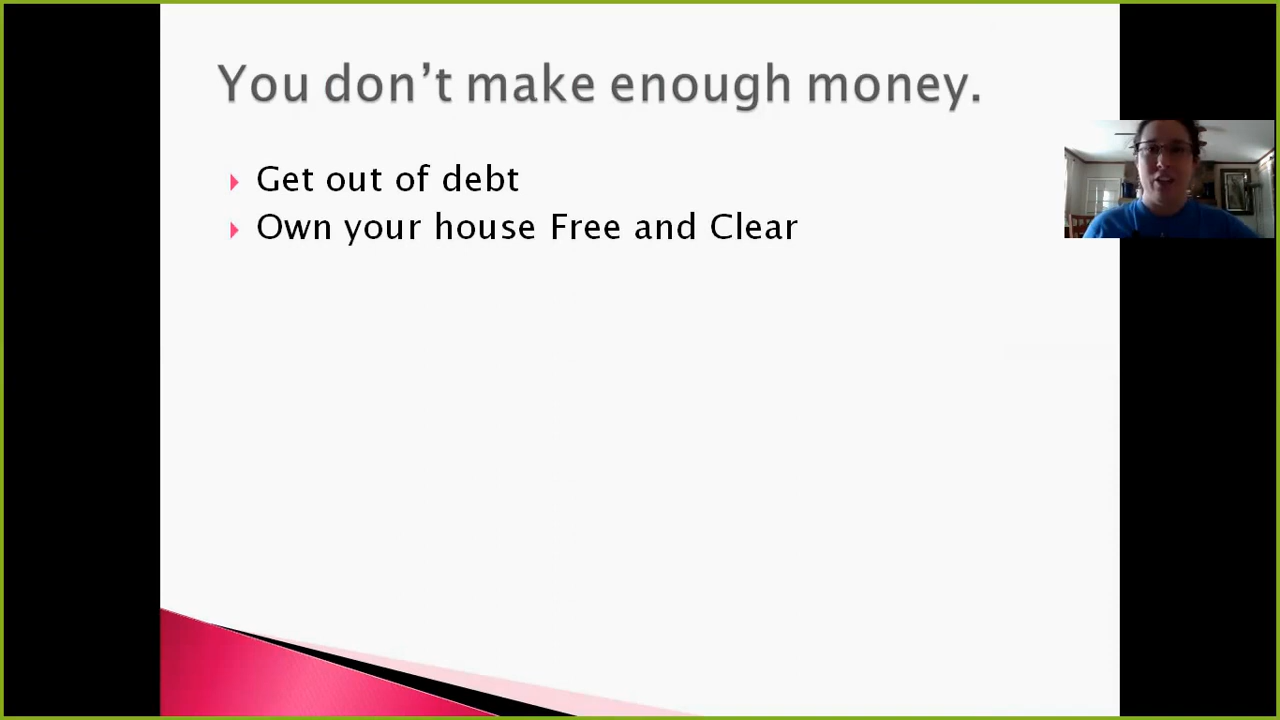 You don’t make enough money.
Get out of debt
Own your house Free and Clear